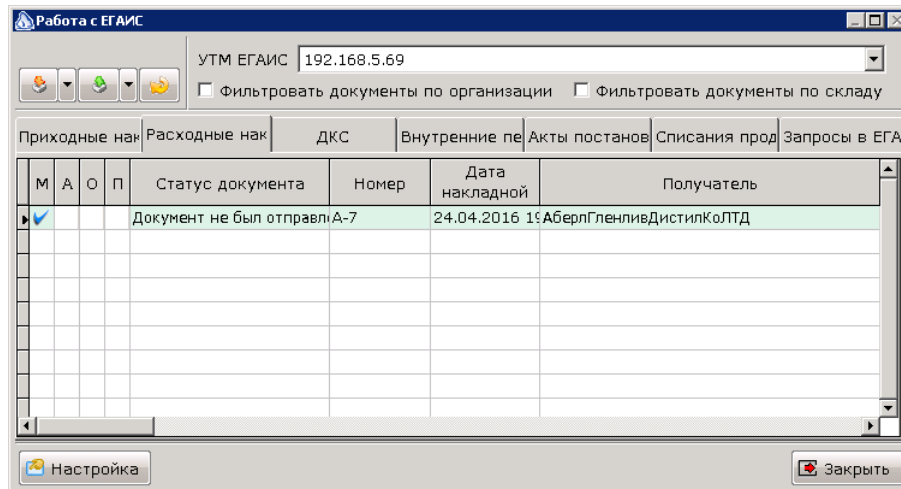 Работа с ЕГАИС
УТМ ЕГАИС 192.168.5.69
Фильтровать документы по организации Фильтровать документы по складу
Приходные нак Расходные нак ДКС Внутренние пе Акты постанов Списания прод Запросы в ЕГА
М А О П Статус документа Номер Дата накладной Получатель
Документ не был отправл А-7 24.04.2016 19 АберлГленливДистилКоЛТД
Настройка Закрыть